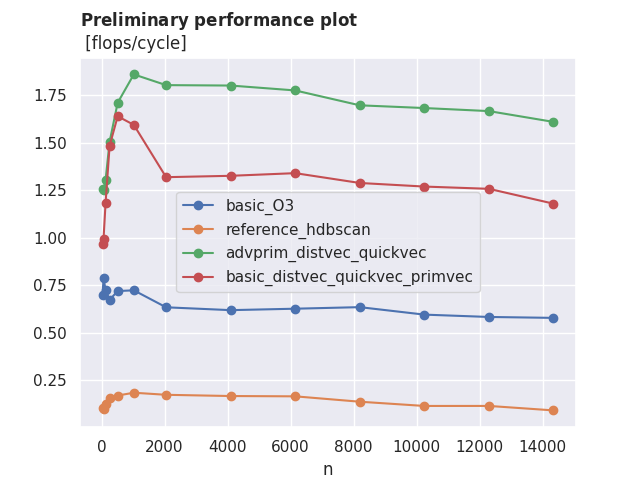 Preliminary performance plot
[flops/cycle]
1.75
1.50
1.25
1.00
0.75
0.50
0.25
basic_O3
reference_hdbscan
advprim_distvec_quickvec
basic_distvec_quickvec_primvec
0 2000 4000 6000 8000 10000 12000 14000
n